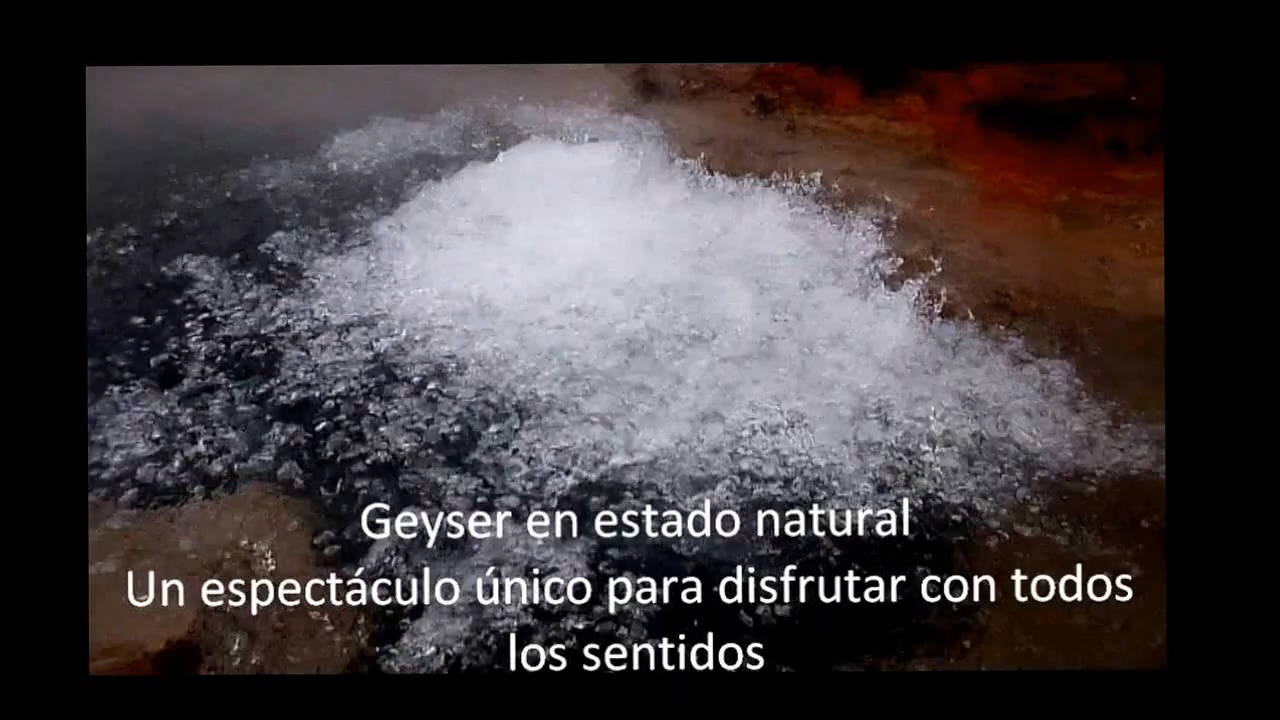 Geyser en estado natural
Un espectáculo único para disfrutar con todos
los sentidos